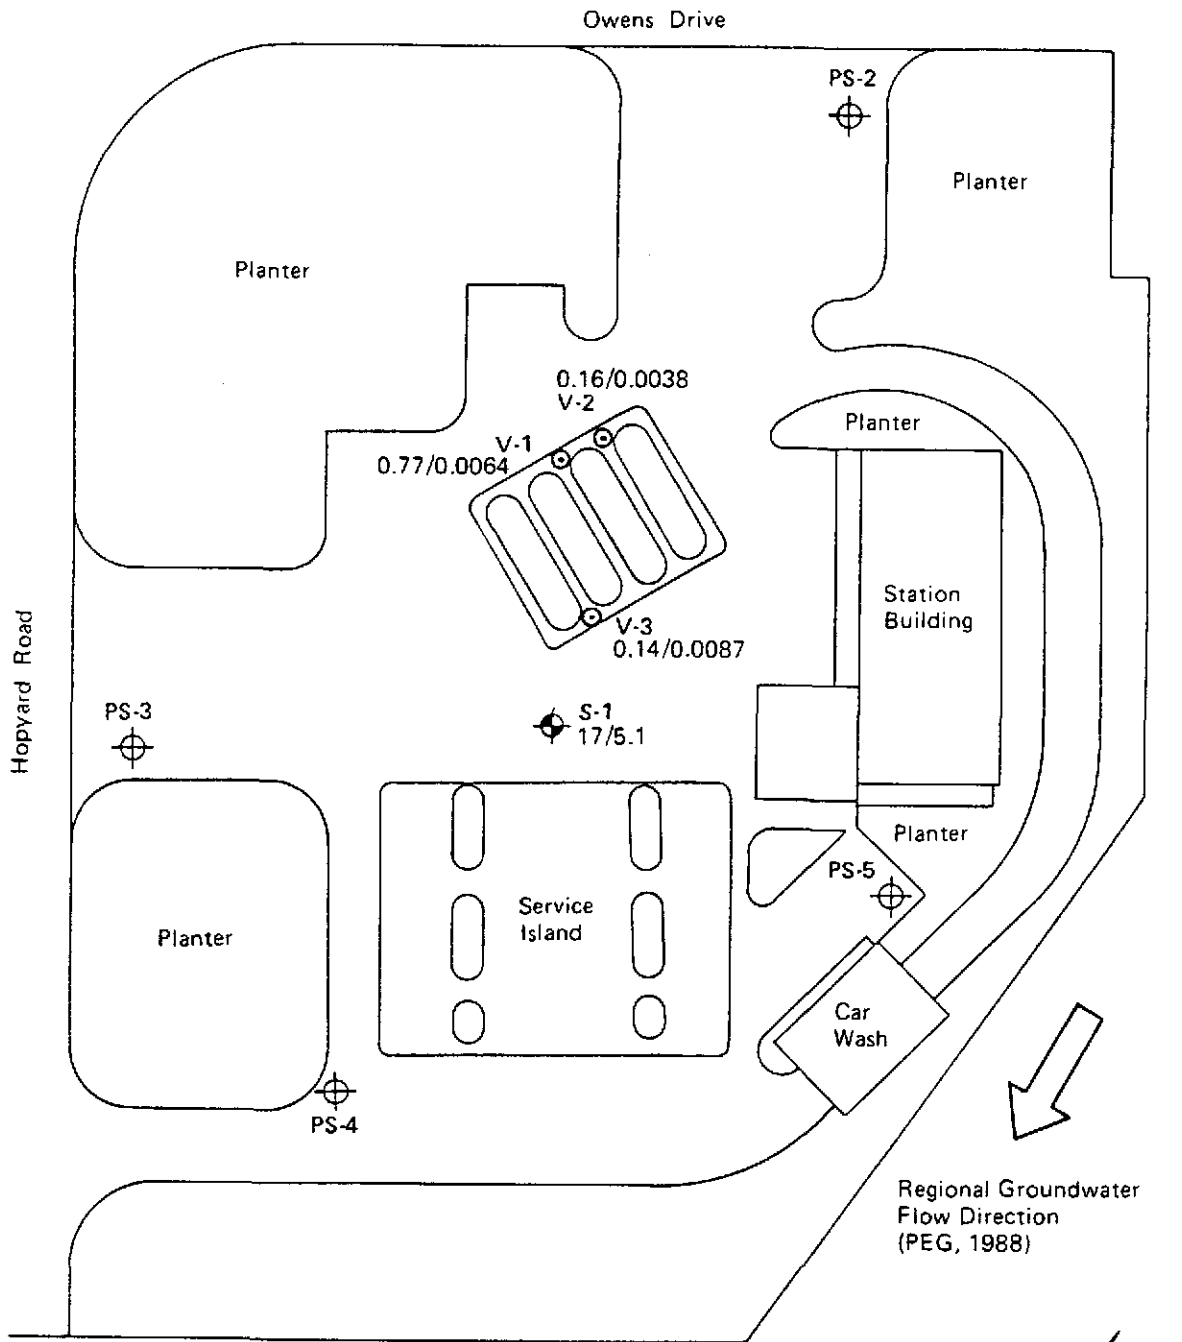 Owens Drive
PS-2
Planter
Planter
0.16/0.0038
V-2
Planter
V-1
0.77/0.0064
Station
Building
V-3
0.14/0.0087
Hopyard Road
PS-3
S-1
17/5.1
Planter
PS-5
Service
Island
Planter
Car
Wash
PS-4
Regional Groundwater
Flow Direction
(PEG, 1988)